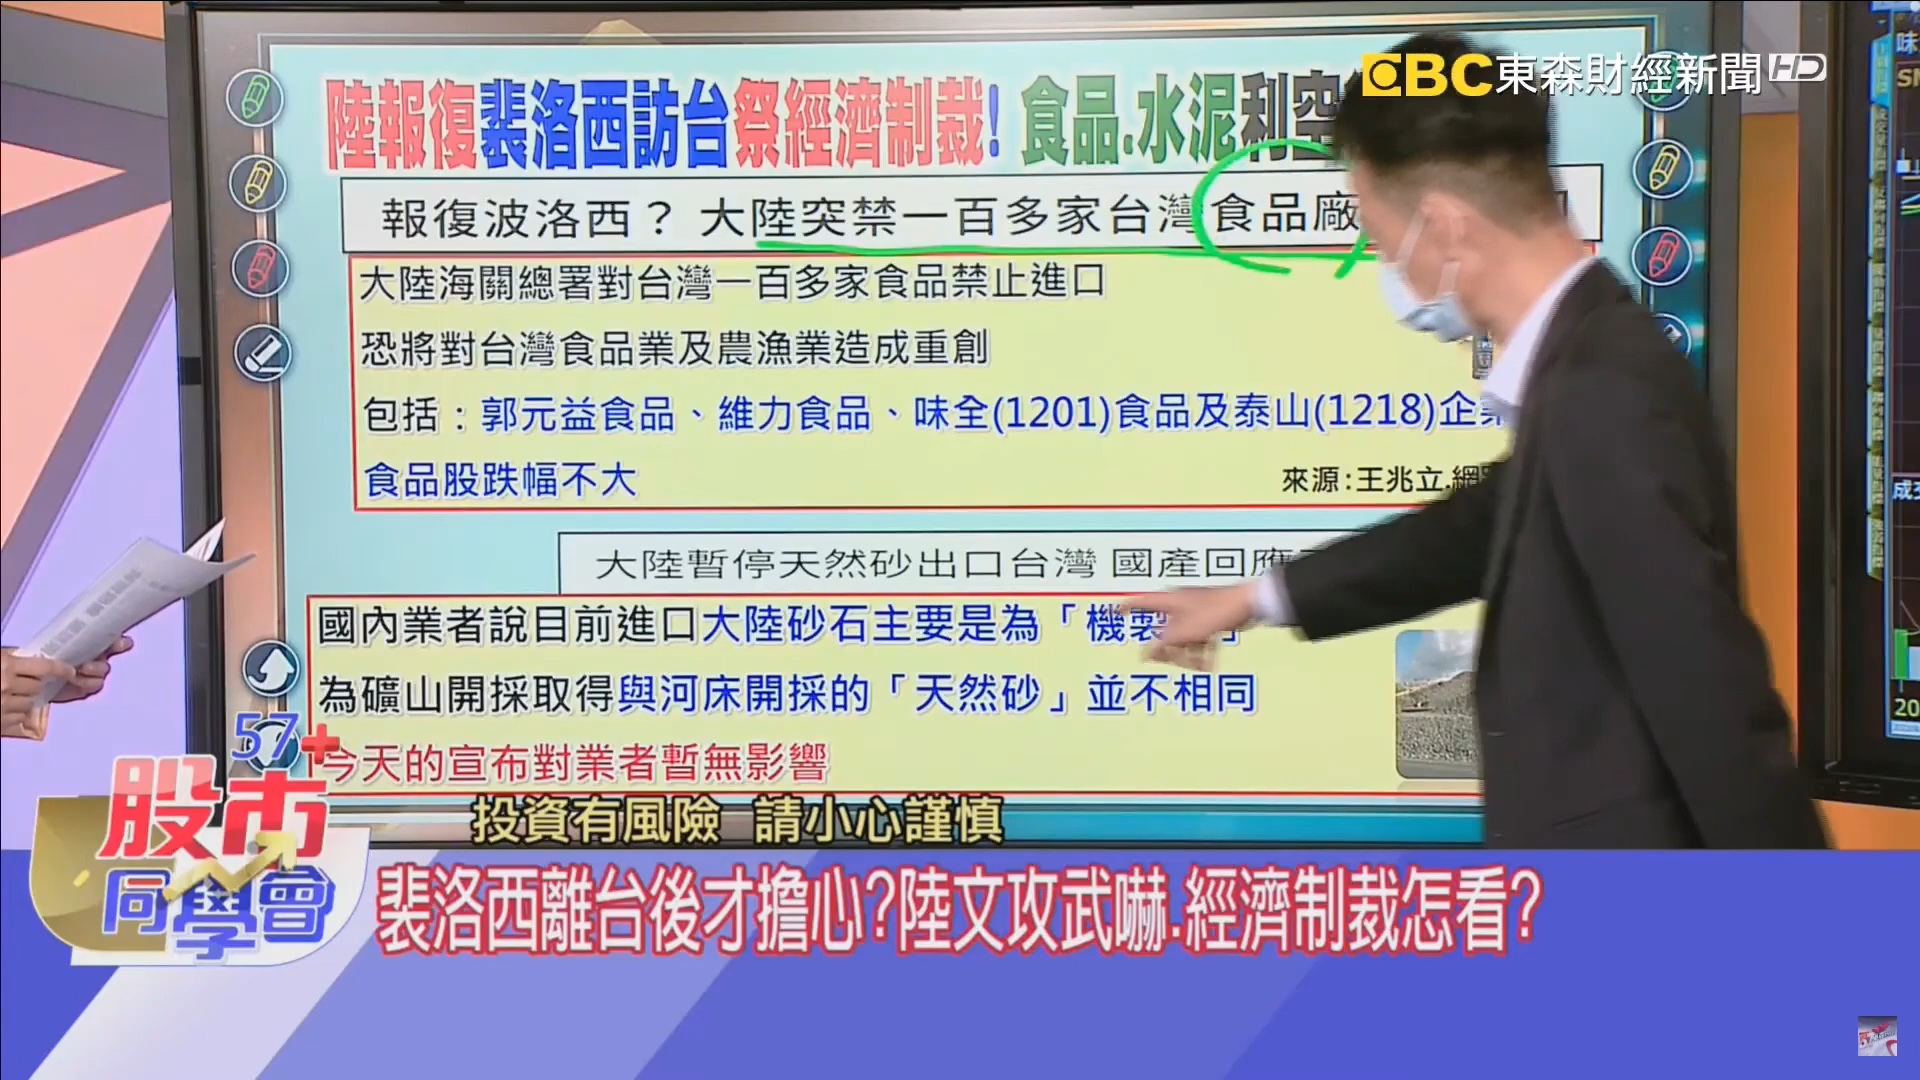 EBC東森財經新聞HD
陸報復裴洛西訪台祭經濟制裁! 食品.水泥利空
報復波洛西？大陸突禁一百多家台灣食品廠
大陸海關總署對台灣一百多家食品禁止進口
恐將對台灣食品業及農漁業造成重創
包括：郭元益食品、維力食品、味全(1201)食品及泰山(1218)企業
食品股跌幅不大
來源:王兆立.網
大陸暫停天然砂出口台灣 國產回應
國內業者說目前進口大陸砂石主要是為「機製」
為礦山開採取得與河床開採的「天然砂」並不相同
今天的宣布對業者暫無影響
投資有風險 請小心謹慎
57+
股市
同學會
裴洛西離台後才擔心?陸文攻武嚇.經濟制裁怎看?
味
成交
20